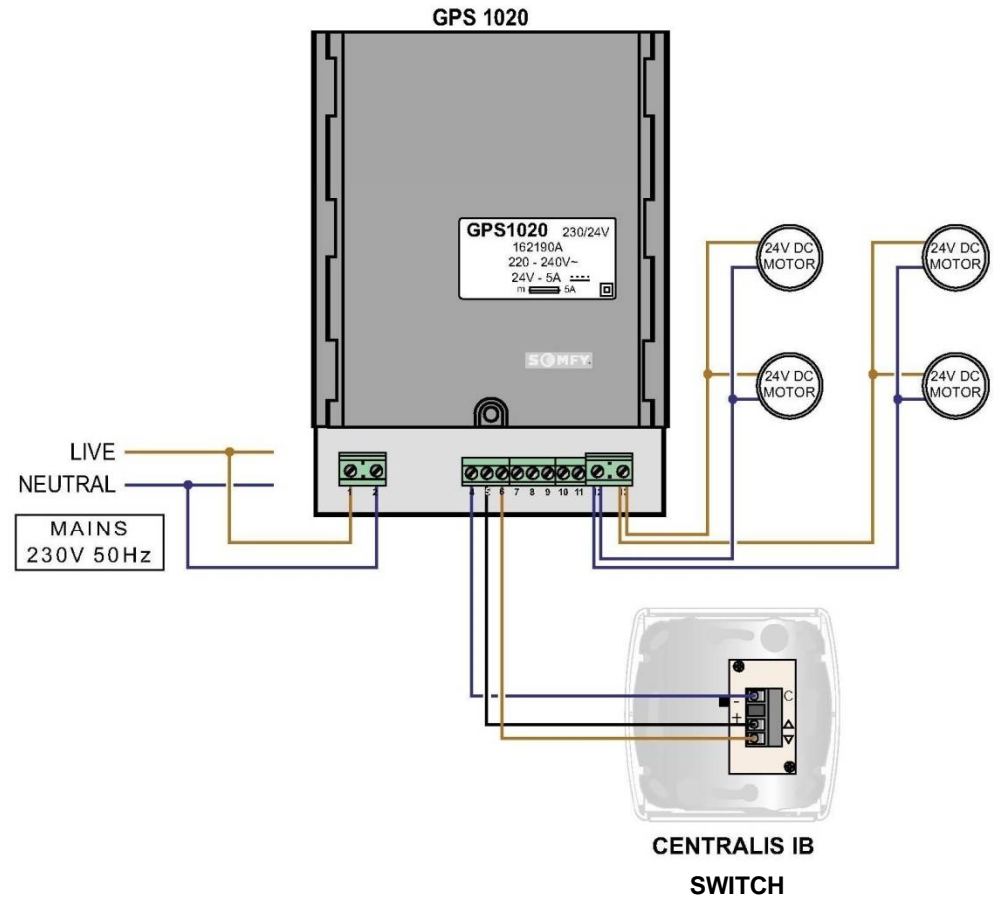 GPS 1020
GPS1020 230/24V
162190A
220 - 240V~
24V - 5A
m 5A
SOMFY.
24V DC
MOTOR
24V DC
MOTOR
24V DC
MOTOR
24V DC
MOTOR
LIVE
NEUTRAL
MAINS
230V 50Hz
1 2
4 5 6 7 8 9 10 11 12 13
C
-
+
CENTRALIS IB
SWITCH